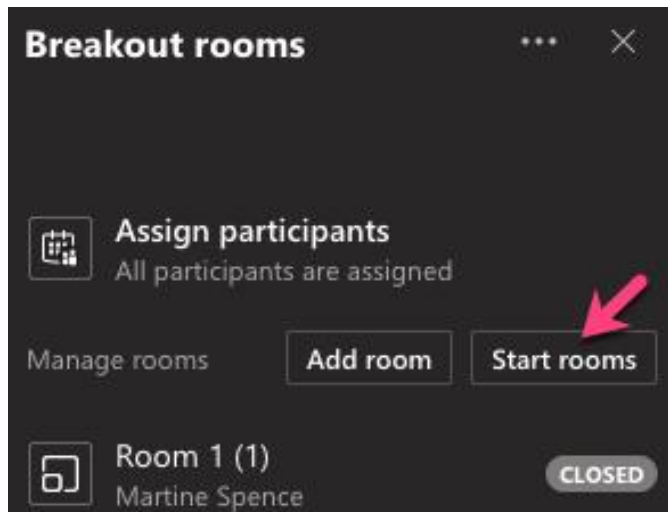 Breakout rooms
Assign participants
All participants are assigned
Manage rooms Add room Start rooms
Room 1 (1)
CLOSED
Martine Spence